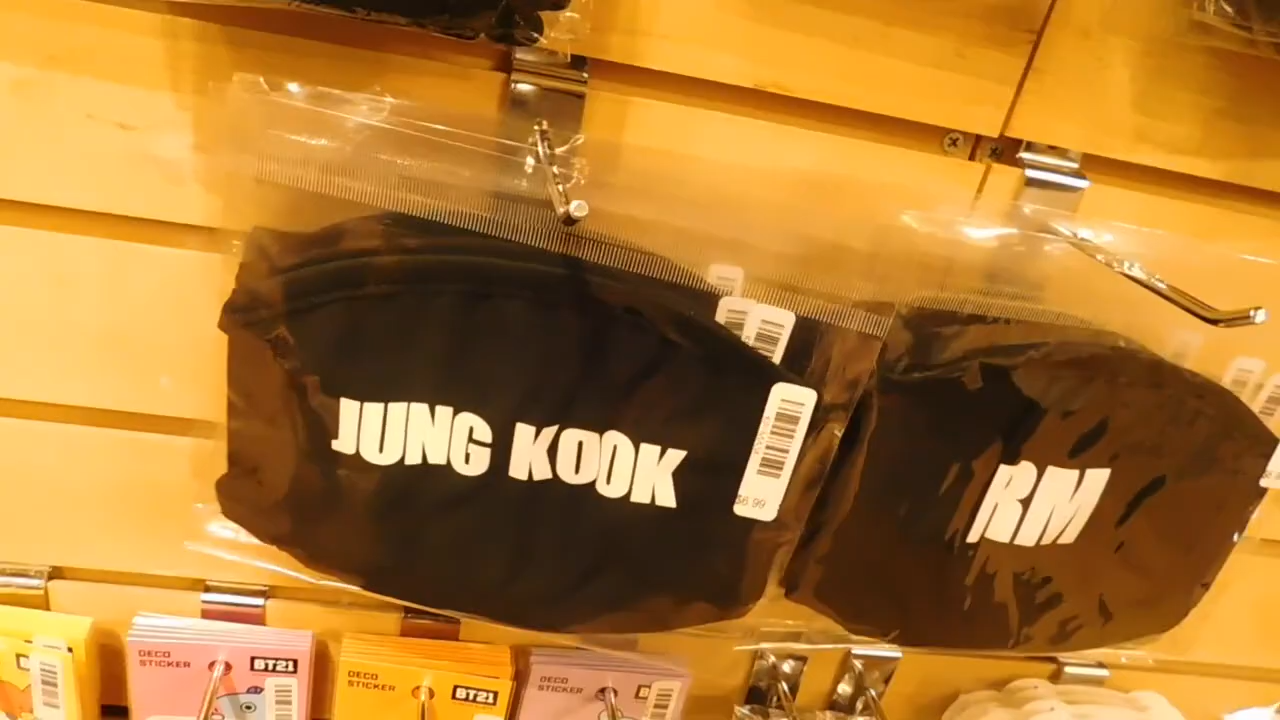 JUNG KOOK
$6.99
RM
DECO
STICKER
BT21
DECO
STICKER
BT21
DECO
STICKER